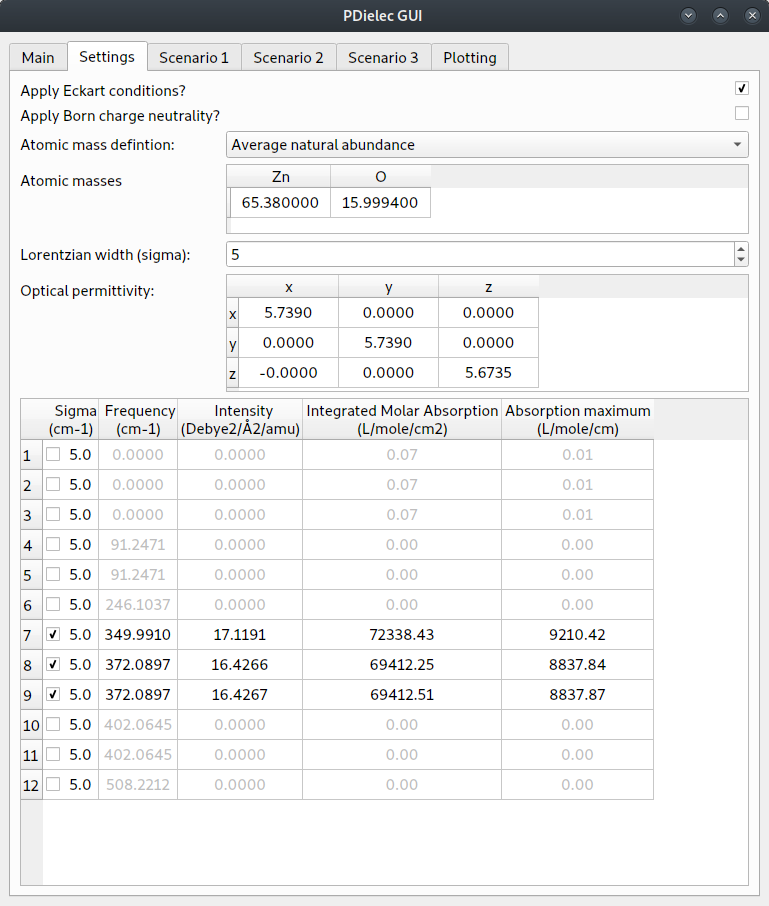 PDielec GUI
Main Settings Scenario 1 Scenario 2 Scenario 3 Plotting
Apply Eckart conditions?
Apply Born charge neutrality?
Atomic mass defintion: Average natural abundance
Atomic masses
Zn O
65.380000 15.999400
Lorentzian width (sigma): 5
Optical permittivity:
x y z
x 5.7390 0.0000 0.0000
y 0.0000 5.7390 0.0000
z -0.0000 0.0000 5.6735
Sigma Frequency Intensity Integrated Molar Absorption Absorption maximum
(cm-1) (cm-1) (Debye2/Å2/amu) (L/mole/cm2) (L/mole/cm)
1 5.0 0.0000 0.0000 0.07 0.01
2 5.0 0.0000 0.0000 0.07 0.01
3 5.0 0.0000 0.0000 0.07 0.01
4 5.0 91.2471 0.0000 0.00 0.00
5 5.0 91.2471 0.0000 0.00 0.00
6 5.0 246.1037 0.0000 0.00 0.00
7 5.0 349.9910 17.1191 72338.43 9210.42
8 5.0 372.0897 16.4266 69412.25 8837.84
9 5.0 372.0897 16.4267 69412.51 8837.87
10 5.0 402.0645 0.0000 0.00 0.00
11 5.0 402.0645 0.0000 0.00 0.00
12 5.0 508.2212 0.0000 0.00 0.00